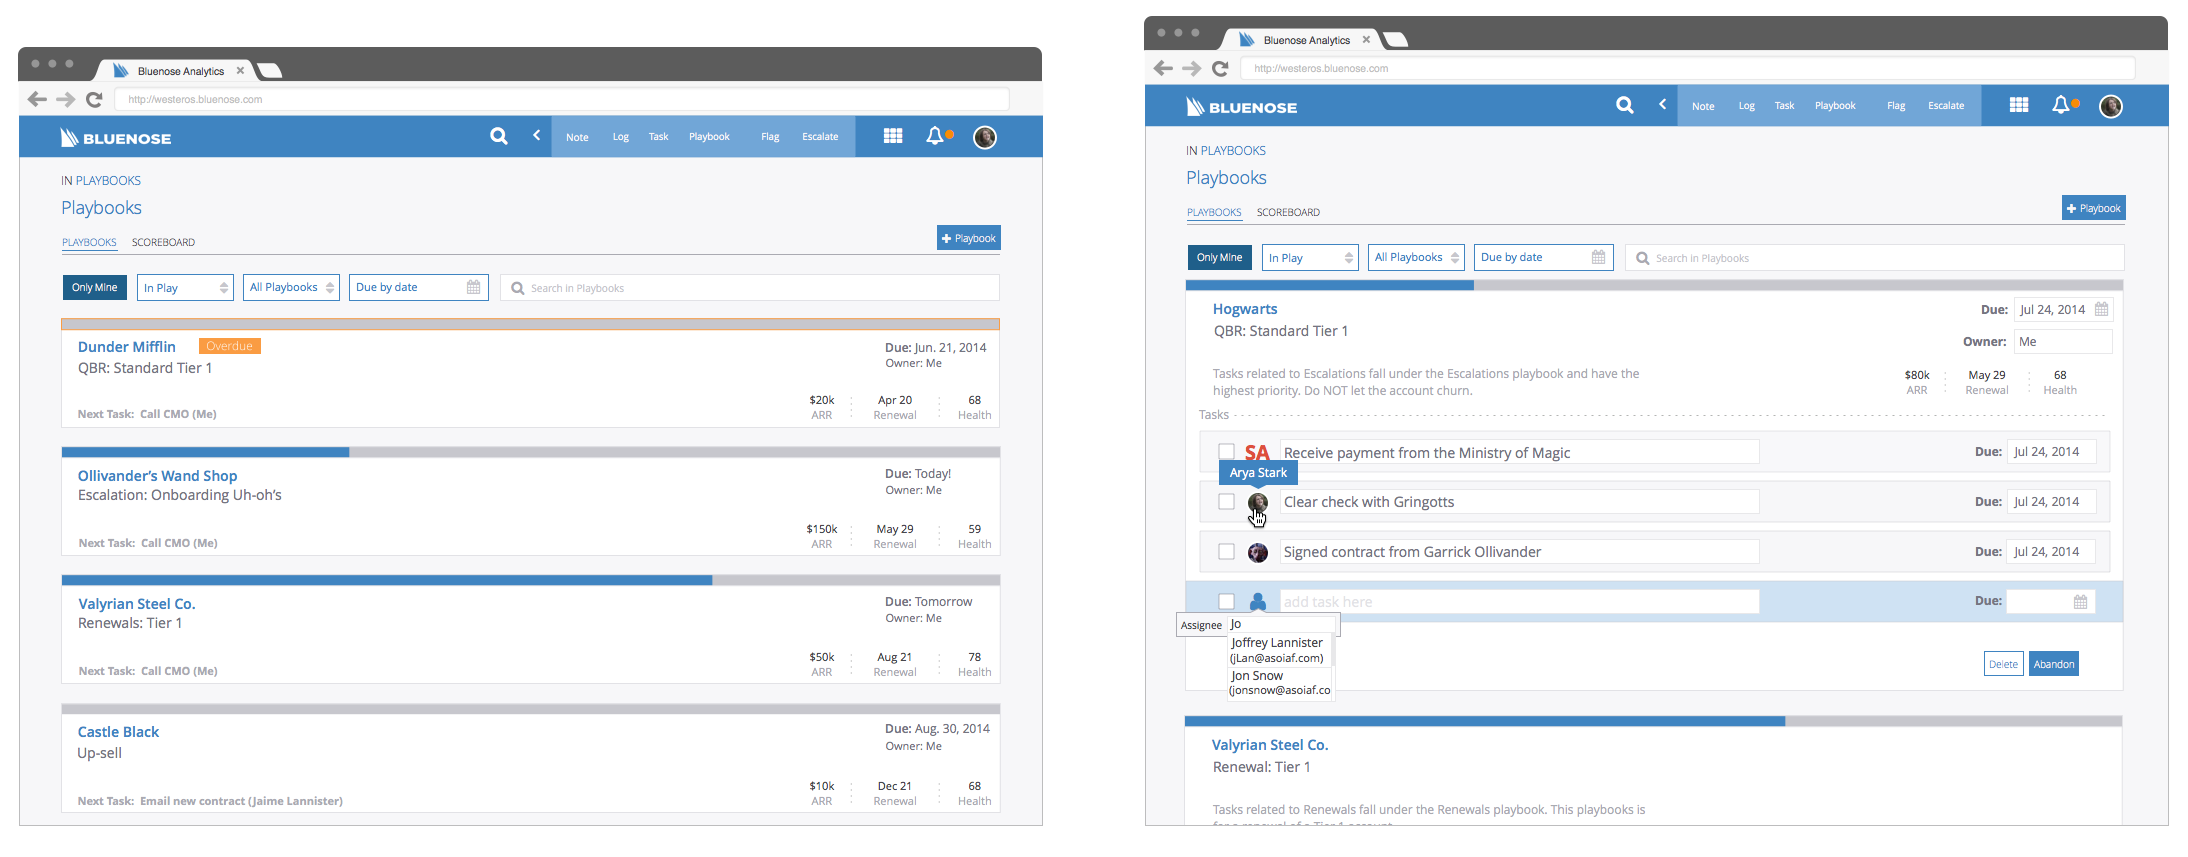 Bluenose Analytics
http://westeros.bluenose.com
BLUENOSE
Note Log Task Playbook Flag Escalate
IN PLAYBOOKS
Playbooks
PLAYBOOKS SCOREBOARD
+ Playbook
Only Mine In Play All Playbooks Due by date Search in Playbooks
Dunder Mifflin Overdue Due: Jun. 21, 2014
QBR: Standard Tier 1 Owner: Me
$20k Apr 20 68
Next Task: Call CMO (Me) ARR Renewal Health
Ollivander's Wand Shop Due: Today!
Escalation: Onboarding Uh-oh's Owner: Me
$150k May 29 59
Next Task: Call CMO (Me) ARR Renewal Health
Valyrian Steel Co. Due: Tomorrow
Renewals: Tier 1 Owner: Me
$50k Aug 21 78
Next Task: Call CMO (Me) ARR Renewal Health
Castle Black Due: Aug. 30, 2014
Up-sell Owner: Me
$10k Dec 21 68
Next Task: Email new contract (Jaime Lannister) ARR Renewal Health
Bluenose Analytics
http://westeros.bluenose.com
BLUENOSE
Note Log Task Playbook Flag Escalate
IN PLAYBOOKS
Playbooks
PLAYBOOKS SCOREBOARD
+ Playbook
Only Mine In Play All Playbooks Due by date Search in Playbooks
Hogwarts Due: Jul 24, 2014
QBR: Standard Tier 1
Owner: Me
Tasks related to Escalations fall under the Escalations playbook and have the $80k May 29 68
highest priority. Do NOT let the account churn. ARR Renewal Health
Tasks
SA Receive payment from the Ministry of Magic Due: Jul 24, 2014
Arya Stark
Clear check with Gringotts Due: Jul 24, 2014
Signed contract from Garrick Ollivander Due: Jul 24, 2014
add task here Due:
Assignee Jo
Joffrey Lannister
(jLan@asoiaf.com)
Jon Snow
(jonsnow@asoiaf.co
Delete Abandon
Valyrian Steel Co.
Renewal: Tier 1
Tasks related to Renewals fall under the Renewals playbook. This playbooks is